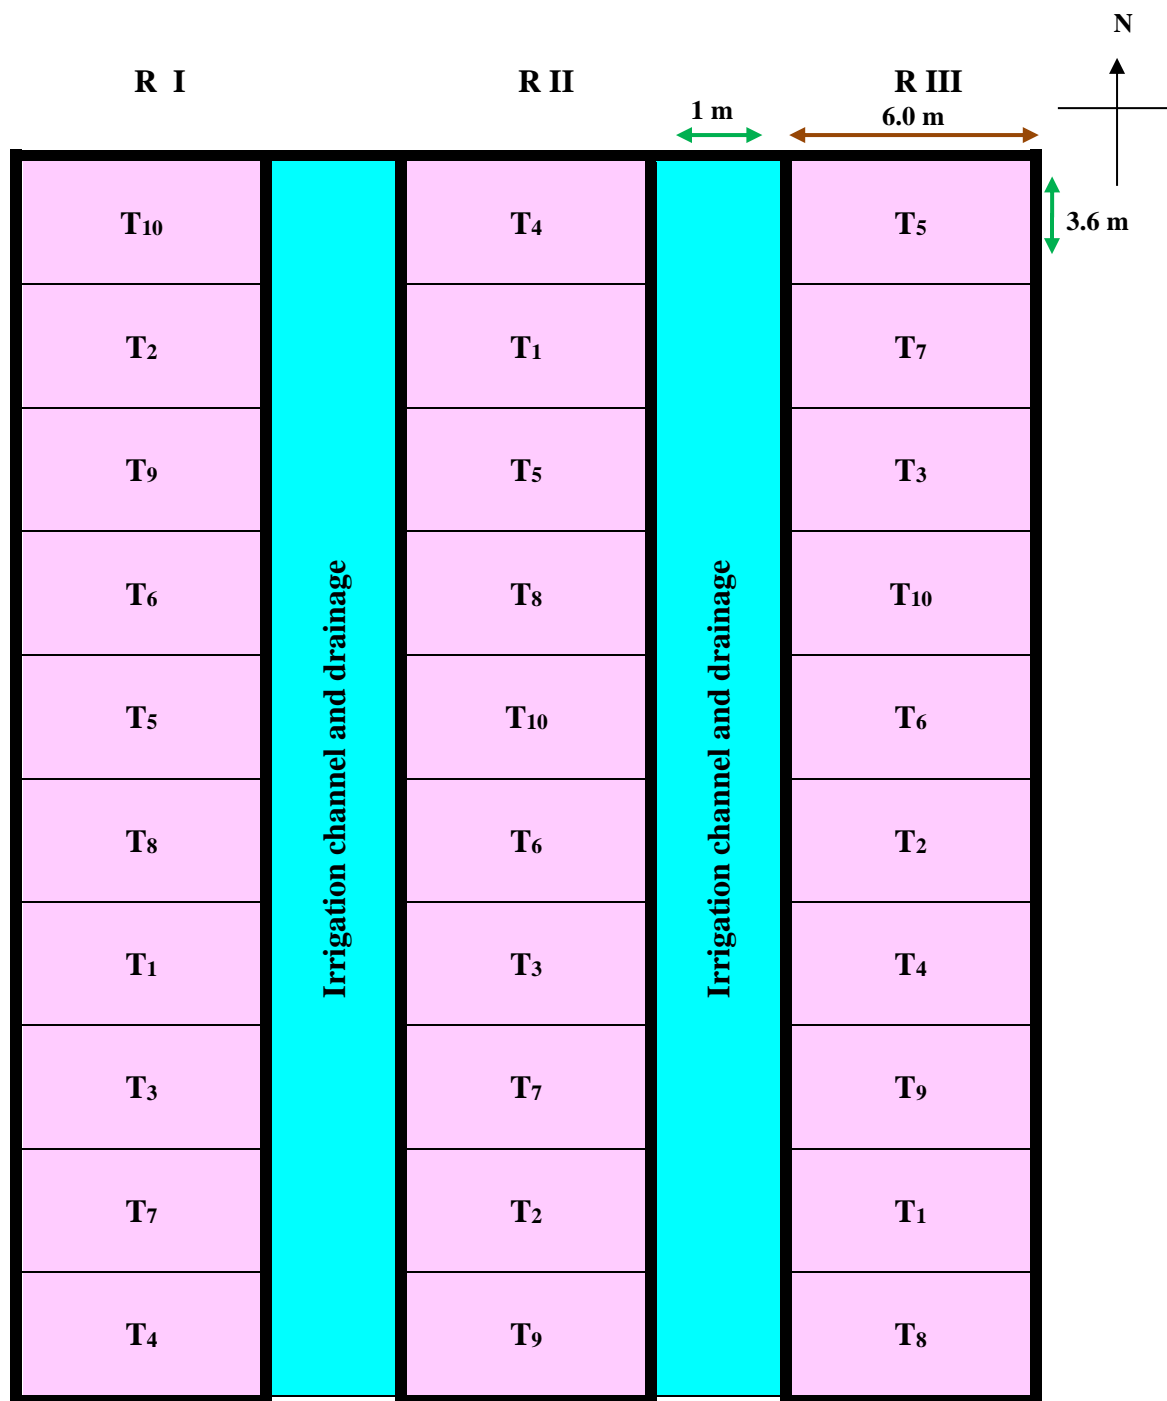 N
R I R II R III
1 m 6.0 m
T10 T4 T5
3.6 m
T2 T1 T7
T9 T5 T3
T6 T8 T10
T5 T10 T6
T8 T6 T2
T1 T3 T4
T3 T7 T9
T7 T2 T1
T4 T9 T8
Irrigation channel and drainage
Irrigation channel and drainage